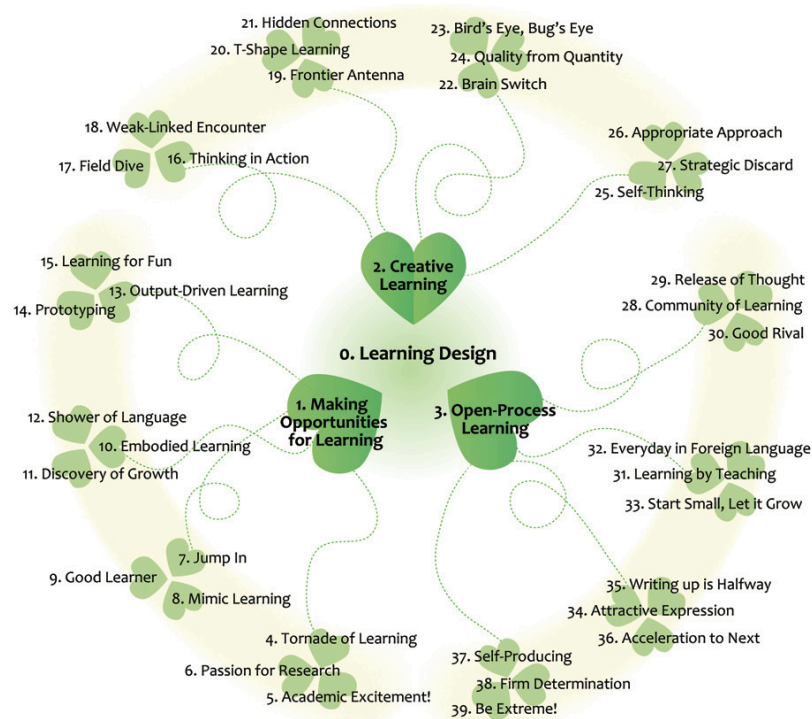 21. Hidden Connections
20. T-Shape Learning
19. Frontier Antenna
23. Bird's Eye, Bug's Eye
24. Quality from Quantity
22. Brain Switch
18. Weak-Linked Encounter
17. Field Dive
16. Thinking in Action
26. Appropriate Approach
27. Strategic Discard
25. Self-Thinking
2. Creative
Learning
15. Learning for Fun
13. Output-Driven Learning
14. Prototyping
29. Release of Thought
28. Community of Learning
30. Good Rival
0. Learning Design
1. Making
Opportunities
for Learning
3. Open-Process
Learning
12. Shower of Language
10. Embodied Learning
11. Discovery of Growth
32. Everyday in Foreign Language
31. Learning by Teaching
33. Start Small, Let it Grow
7. Jump In
9. Good Learner
8. Mimic Learning
35. Writing up is Halfway
34. Attractive Expression
36. Acceleration to Next
4. Tornade of Learning
6. Passion for Research
5. Academic Excitement!
37. Self-Producing
38. Firm Determination
39. Be Extreme!